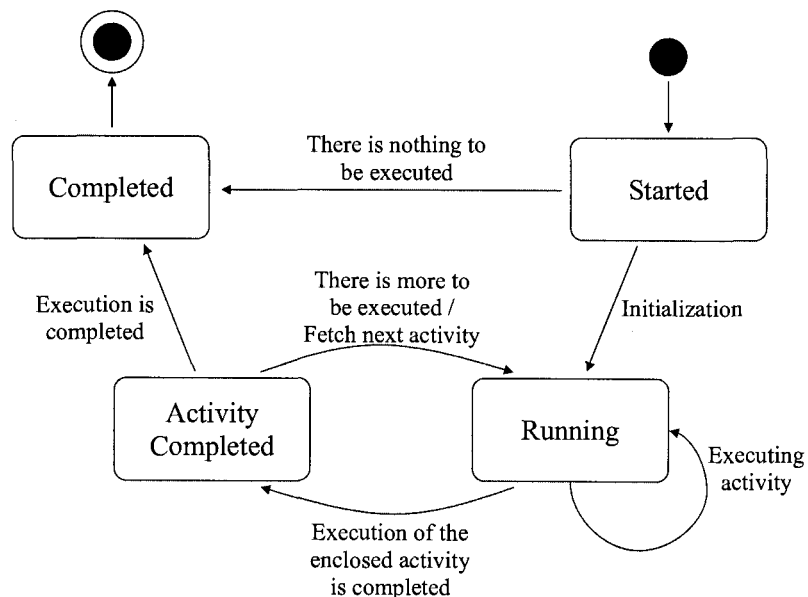 Completed
There is nothing to
be executed
Started
Execution is
completed
There is more to
be executed /
Fetch next activity
Initialization
Activity
Completed
Running
Executing
activity
Execution of the
enclosed activity
is completed